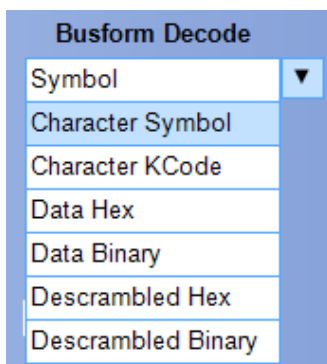 Busform Decode
Symbol ▼
Character Symbol
Character KCode
Data Hex
Data Binary
Descrambled Hex
Descrambled Binary